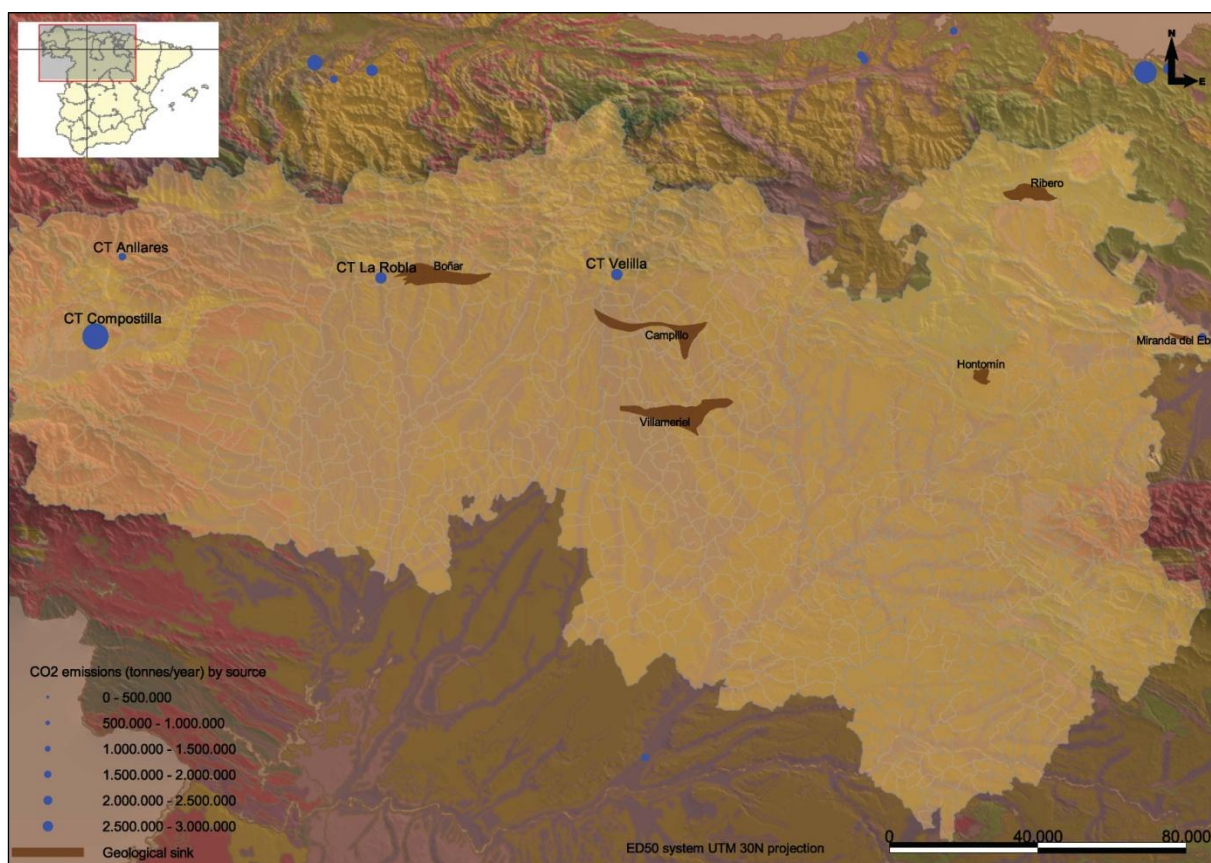 N
E
Ribero
CT Anllares
CT La Robla
Boñar
CT Velilla
CT Compostilla
Campillo
Miranda del Eb
Hontomín
Villameriel
CO2 emissions (tonnes/year) by source
0 - 500.000
500.000 - 1.000.000
1.000.000 - 1.500.000
1.500.000 - 2.000.000
2.000.000 - 2.500.000
2.500.000 - 3.000.000
Geological sink
ED50 system UTM 30N projection
0 40.000 80.000